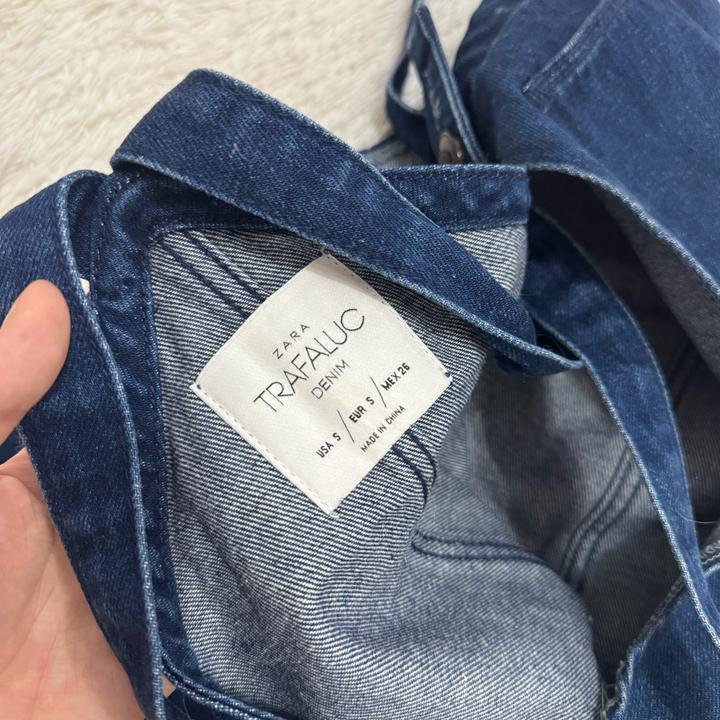 ZARA
TRAFALUC
DENIM
USA S / EUR S / MEX 26
MADE IN CHINA